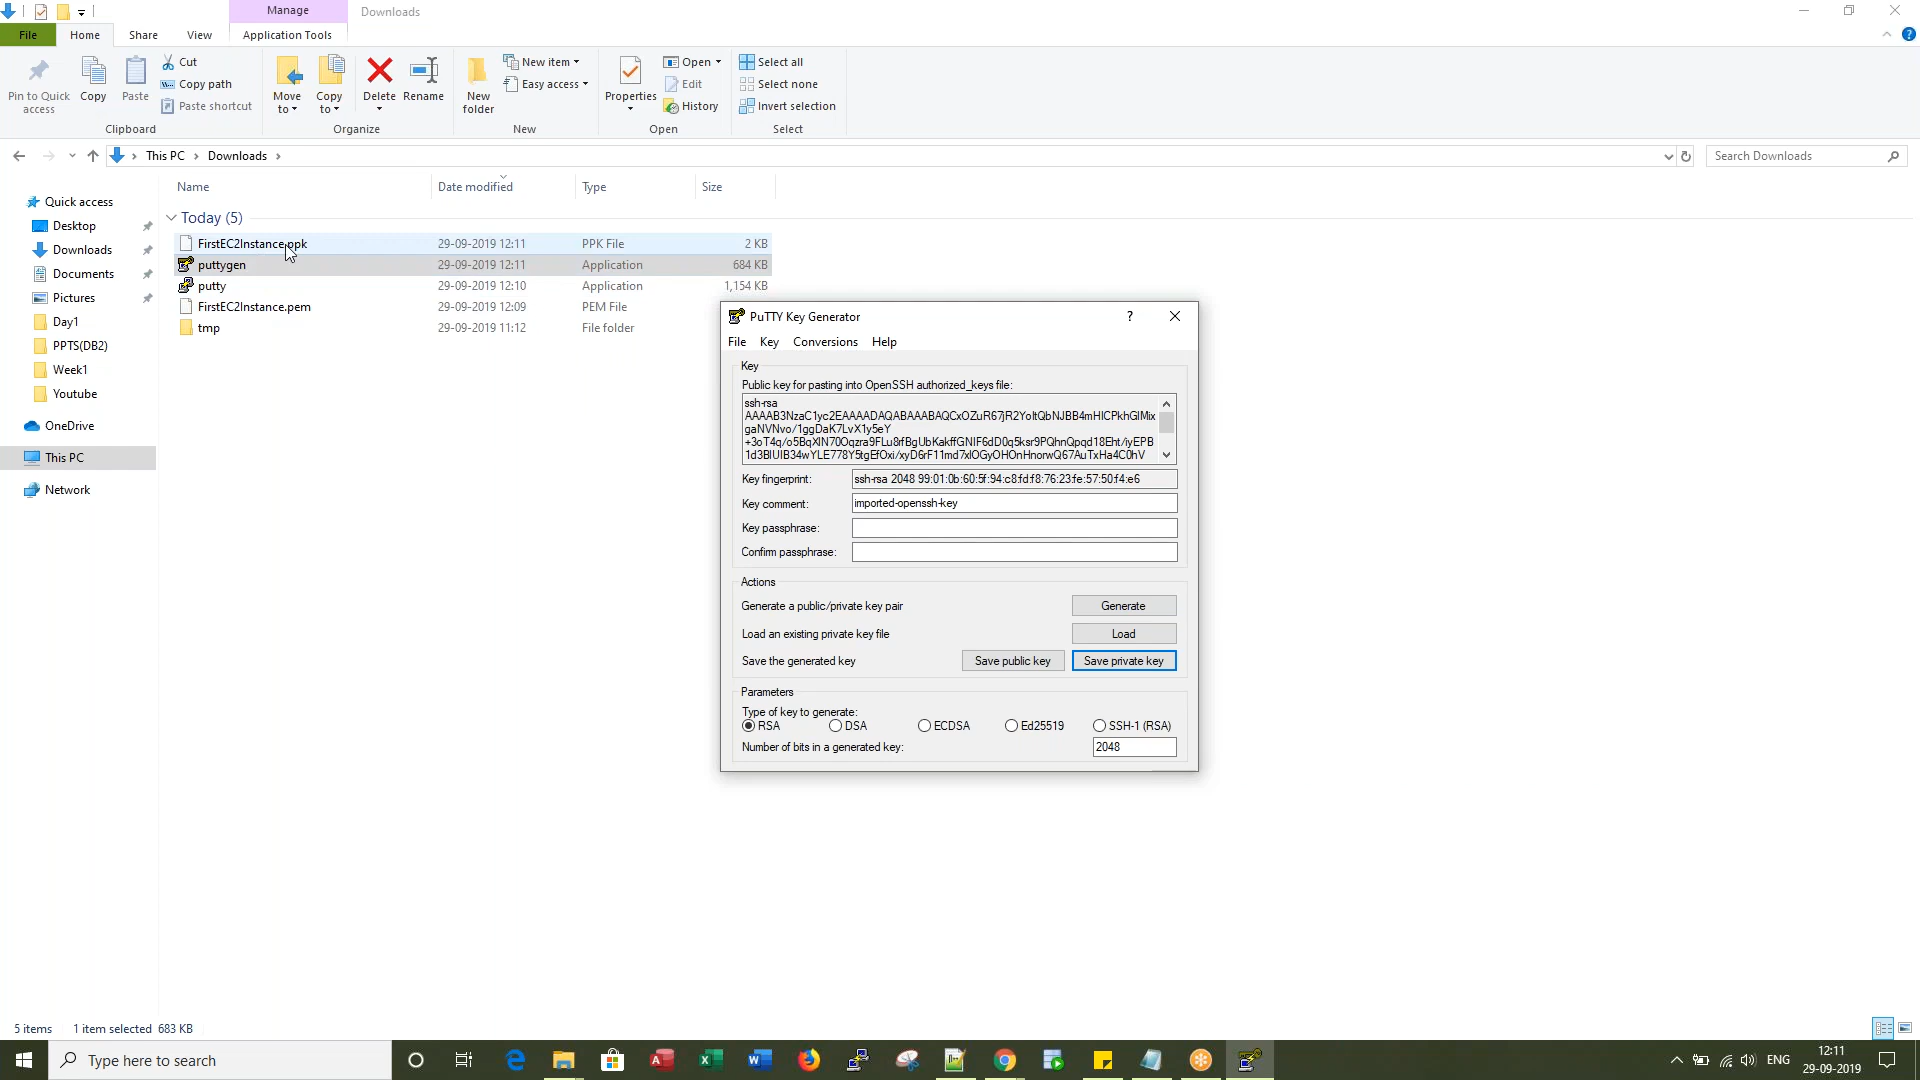 Manage
Downloads
File
Home
Share
View
Application Tools
Pin to Quick
access
Copy
Paste
Cut
Copy path
Paste shortcut
Clipboard
Move
to
Copy
to
Delete
Rename
Organize
New
folder
New item
Easy access
New
Properties
Open
Edit
History
Open
Select all
Select none
Invert selection
Select
This PC
Downloads
Search Downloads
Name
Date modified
Type
Size
Today (5)
FirstEC2Instance.ppk 29-09-2019 12:11 PPK File 2 KB
puttygen 29-09-2019 12:11 Application 684 KB
putty 29-09-2019 12:10 Application 1,154 KB
FirstEC2Instance.pem 29-09-2019 12:09 PEM File
tmp 29-09-2019 11:12 File folder
Quick access
Desktop
Downloads
Documents
Pictures
Day1
PPTS(DB2)
Week1
Youtube
OneDrive
This PC
Network
PuTTY Key Generator
?
File
Key
Conversions
Help
Key
Public key for pasting into OpenSSH authorized_keys file:
ssh-rsa
Key fingerprint: ssh-rsa 2048 99:01:0b:60:5f:94:c8:fd:f8:76:23:fe:57:50:f4:e6
Key comment: imported-openssh-key
Key passphrase:
Confirm passphrase:
Actions
Generate a public/private key pair
Generate
Load an existing private key file
Load
Save the generated key
Save public key
Save private key
Parameters
Type of key to generate:
RSA
DSA
ECDSA
Ed25519
SSH-1 (RSA)
Number of bits in a generated key:
2048
5 items
1 item selected 683 KB
Type here to search
ENG
12:11
29-09-2019